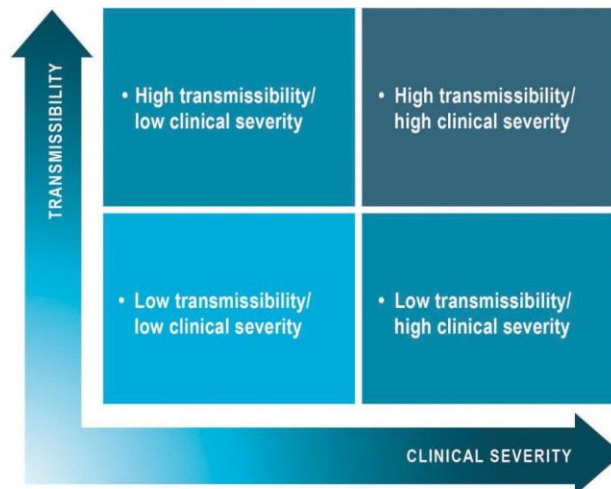 TRANSMISSIBILITY
• High transmissibility/
low clinical severity
• High transmissibility/
high clinical severity
• Low transmissibility/
low clinical severity
• Low transmissibility/
high clinical severity
CLINICAL SEVERITY